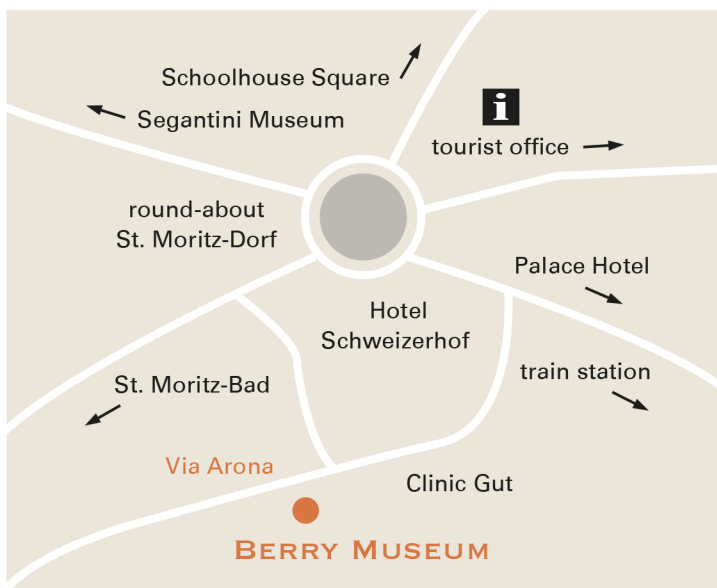 Schoolhouse Square
Segantini Museum
i
tourist office
round-about
St. Moritz-Dorf
Palace Hotel
Hotel
Schweizerhof
train station
St. Moritz-Bad
Via Arona
Clinic Gut
BERRY MUSEUM